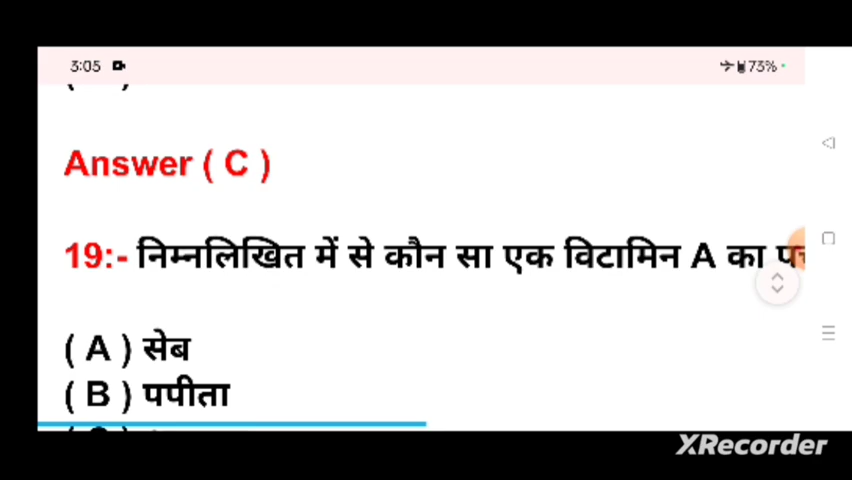 3:05 73%
Answer ( C )
19:- निम्नलिखित में से कौन सा एक विटामिन A का
( A ) सेब
( B ) पपीता
XRecorder